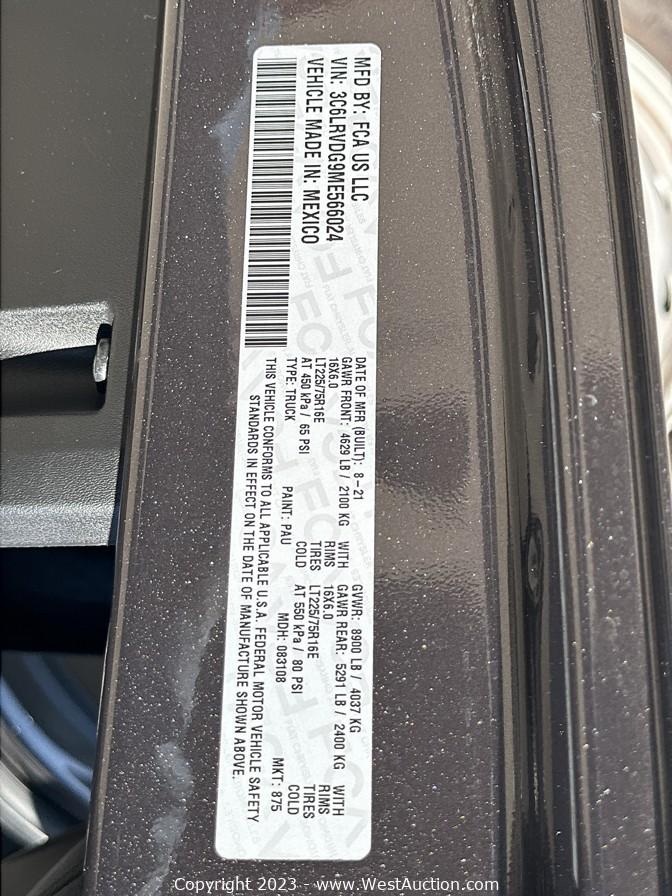 MFD BY: FCA US LLC
VIN: 3C6LRVDG9ME566024
VEHICLE MADE IN: MEXICO
DATE OF MFR (BUILT): 8-21 GVWR: 8900 LB / 4037 KG
GAWR FRONT: 4629 LB / 2100 KG WITH GAWR REAR: 5291 LB / 2400 KG WITH
16X6.0 RIMS 16X6.0 RIMS
LT225/75R16E TIRES LT225/75R16E TIRES
AT 450 kPa / 65 PSI COLD AT 550 kPa / 80 PSI COLD
TYPE: TRUCK PAINT: PAU MDH: 083108 MKT: 875
THIS VEHICLE CONFORMS TO ALL APPLICABLE U.S.A. FEDERAL MOTOR VEHICLE SAFETY
STANDARDS IN EFFECT ON THE DATE OF MANUFACTURE SHOWN ABOVE.
Copyright 2023 - www.WestAuction.com